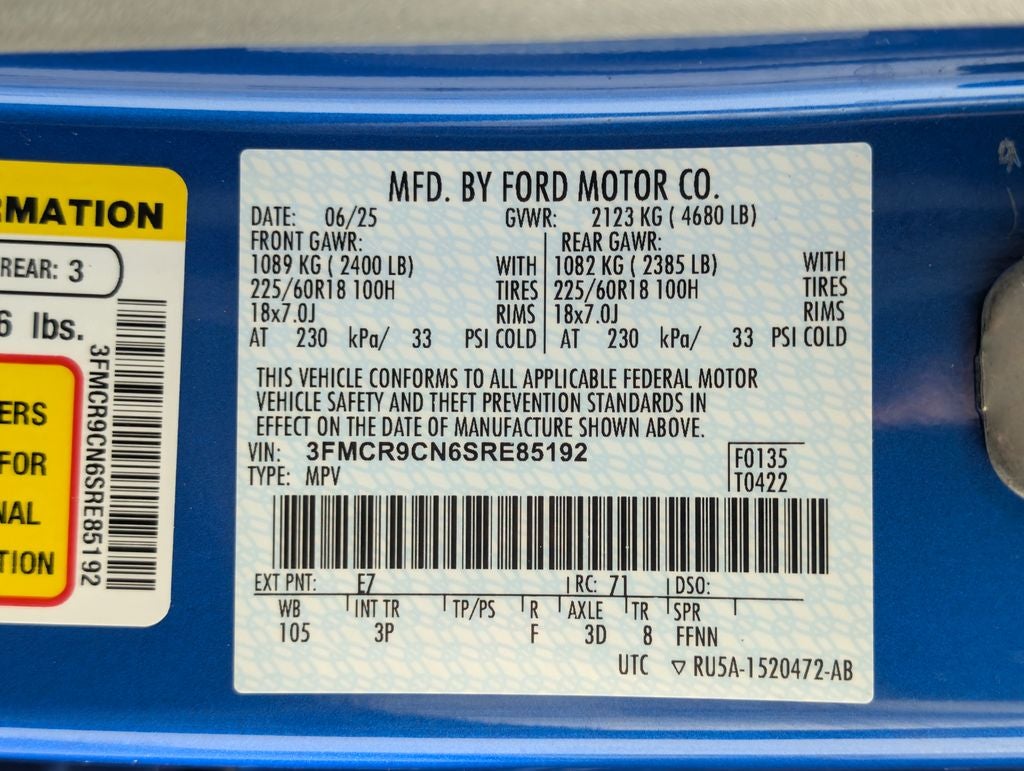 RMATION
REAR: 3
6 lbs.
ERS
FOR
NAL
TION
3FMCR9CN6SRE85192
MFD. BY FORD MOTOR CO.
DATE: 06/25 GVWR: 2123 KG ( 4680 LB)
FRONT GAWR: REAR GAWR:
1089 KG ( 2400 LB) WITH 1082 KG ( 2385 LB) WITH
225/60R18 100H TIRES 225/60R18 100H TIRES
18x7.0J RIMS 18x7.0J RIMS
AT 230 kPa/ 33 PSI COLD AT 230 kPa/ 33 PSI COLD
THIS VEHICLE CONFORMS TO ALL APPLICABLE FEDERAL MOTOR
VEHICLE SAFETY AND THEFT PREVENTION STANDARDS IN
EFFECT ON THE DATE OF MANUFACTURE SHOWN ABOVE.
VIN: 3FMCR9CN6SRE85192
TYPE: MPV
F0135
T0422
EXT PNT: E7 RC: 71 DSO:
WB INT TR TP/PS R AXLE TR SPR
105 3P F 3D 8 FFNN
UTC ▽ RU5A-1520472-AB